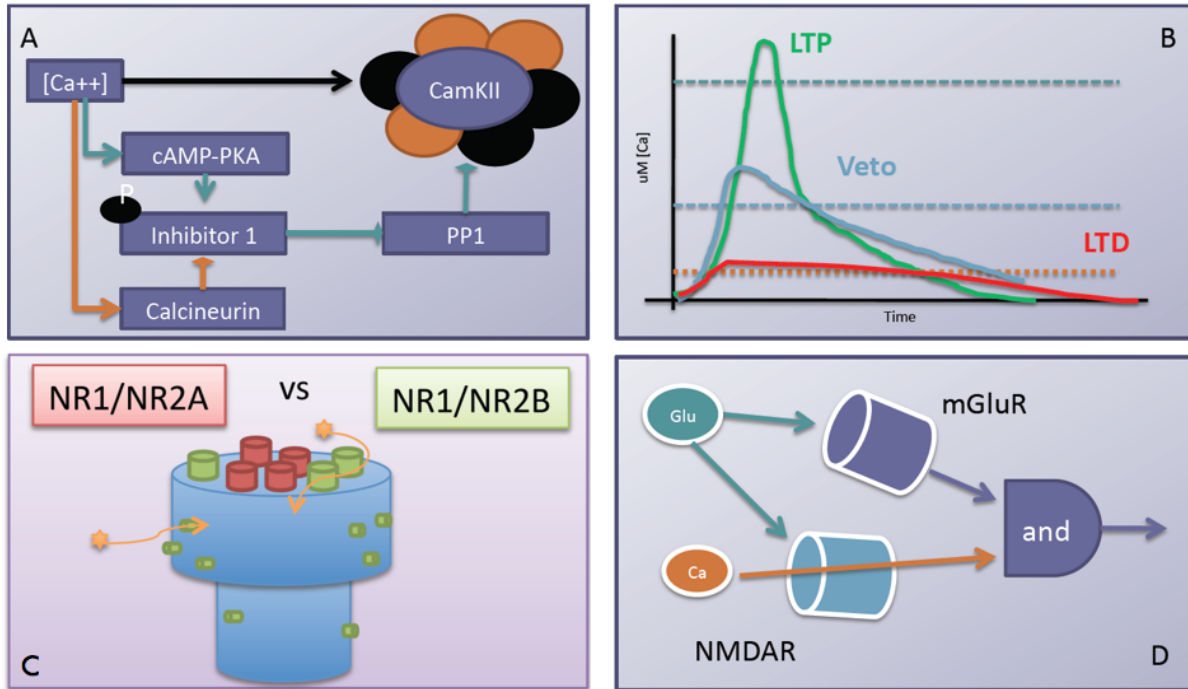 A
[Ca++]
CamKII
cAMP-PKA
P
Inhibitor 1
PP1
Calcineurin
B
LTP
uM [Ca]
Veto
LTD
Time
NR1/NR2A
vs
NR1/NR2B
C
Glu
mGluR
and
Ca
NMDAR
D